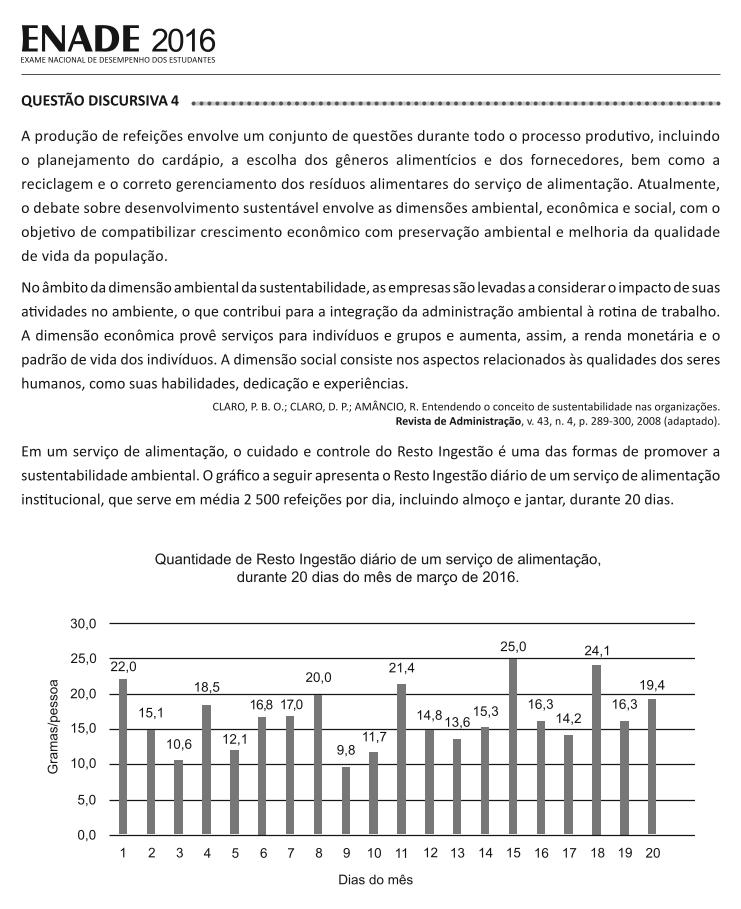 ENADE 2016
EXAME NACIONAL DE DESEMPENHO DOS ESTUDANTES
QUESTÃO DISCURSIVA 4
A produção de refeições envolve um conjunto de questões durante todo o processo produtivo, incluindo
o planejamento do cardápio, a escolha dos gêneros alimentícios e dos fornecedores, bem como a
reciclagem e o correto gerenciamento dos resíduos alimentares do serviço de alimentação. Atualmente,
o debate sobre desenvolvimento sustentável envolve as dimensões ambiental, econômica e social, com o
objetivo de compatibilizar crescimento econômico com preservação ambiental e melhoria da qualidade
de vida da população.
No âmbito da dimensão ambiental da sustentabilidade, as empresas são levadas a considerar o impacto de suas
atividades no ambiente, o que contribui para a integração da administração ambiental à rotina de trabalho.
A dimensão econômica provê serviços para indivíduos e grupos e aumenta, assim, a renda monetária e o
padrão de vida dos indivíduos. A dimensão social consiste nos aspectos relacionados às qualidades dos seres
humanos, como suas habilidades, dedicação e experiências.
CLARO, P. B. O.; CLARO, D. P.; AMÂNCIO, R. Entendendo o conceito de sustentabilidade nas organizações.
Revista de Administração, v. 43, n. 4, p. 289-300, 2008 (adaptado).
Em um serviço de alimentação, o cuidado e controle do Resto Ingestão é uma das formas de promover a
sustentabilidade ambiental. O gráfico a seguir apresenta o Resto Ingestão diário de um serviço de alimentação
institucional, que serve em média 2 500 refeições por dia, incluindo almoço e jantar, durante 20 dias.
Quantidade de Resto Ingestão diário de um serviço de alimentação,
durante 20 dias do mês de março de 2016.
Gramas/pessoa
30,0
25,0
20,0
15,0
10,0
5,0
0,0
22,0 15,1 10,6 18,5 12,1 16,8 17,0 20,0 9,8 11,7 21,4 14,8 13,6 15,3 25,0 16,3 14,2 24,1 16,3 19,4
1 2 3 4 5 6 7 8 9 10 11 12 13 14 15 16 17 18 19 20
Dias do mês